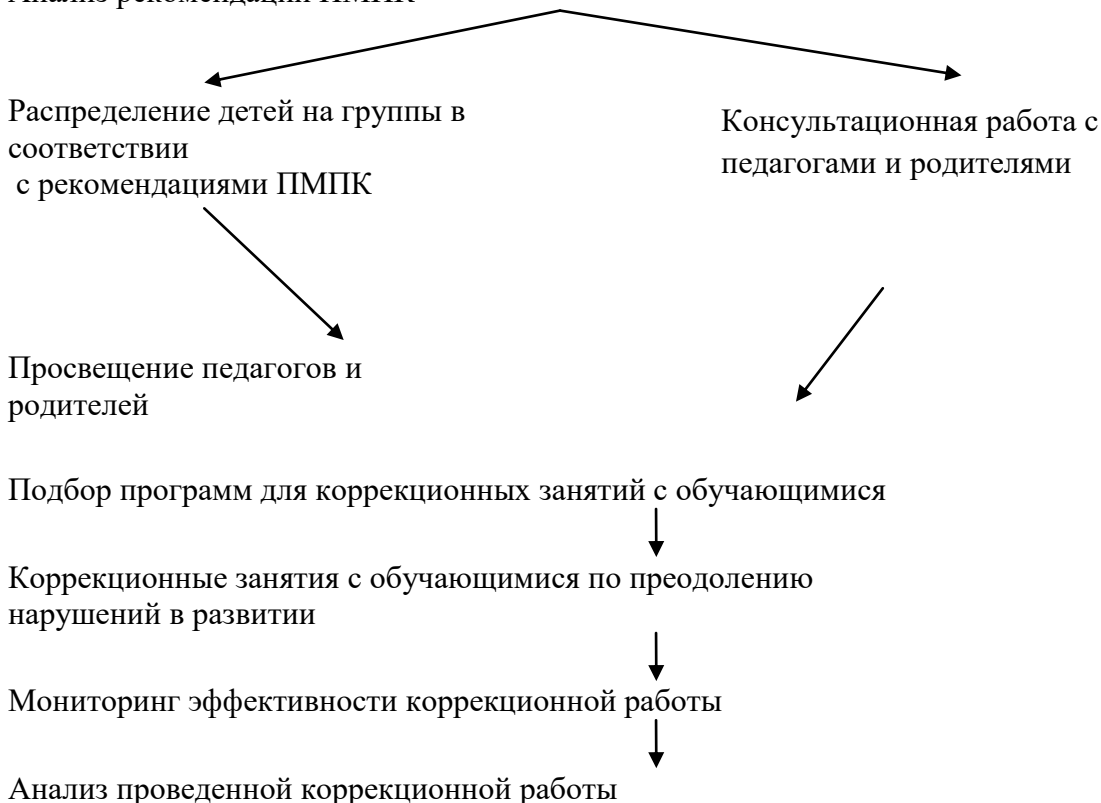 Анализ рекомендаций ПМПК
Распределение детей на группы в
соответствии
с рекомендациями ПМПК
Консультационная работа с
педагогами и родителями
Просвещение педагогов и
родителей
Подбор программ для коррекционных занятий с обучающимися
Коррекционные занятия с обучающимися по преодолению
нарушений в развитии
Мониторинг эффективности коррекционной работы
Анализ проведенной коррекционной работы